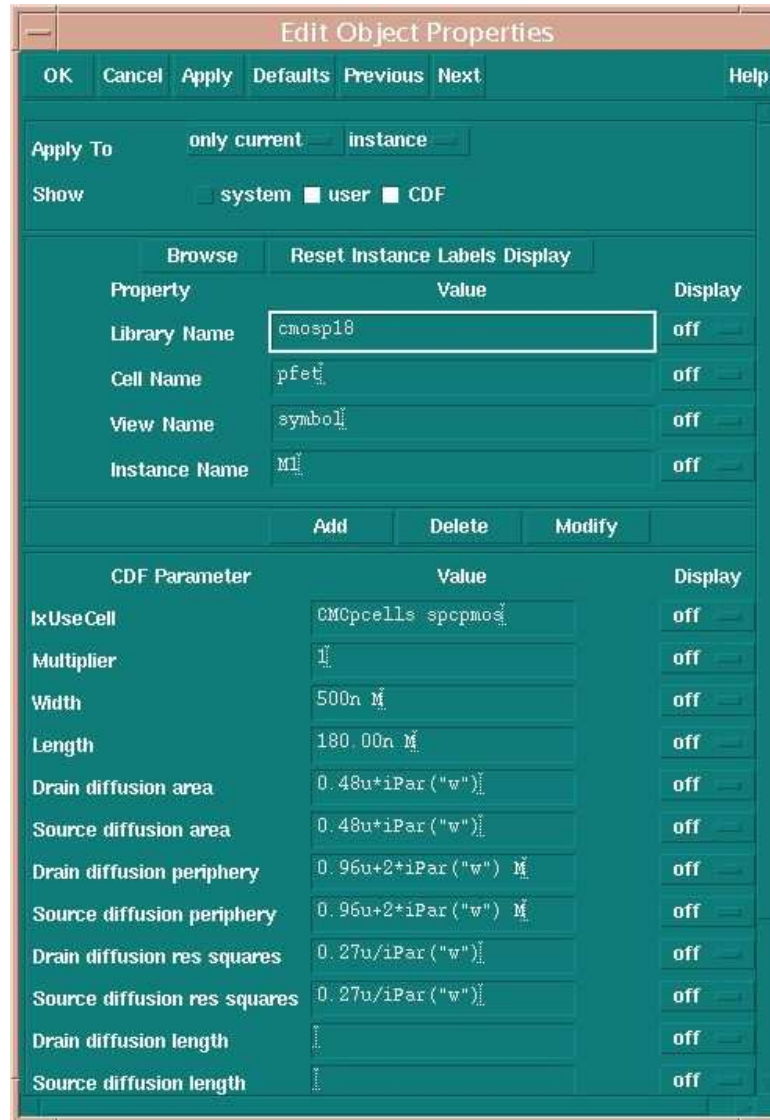 Edit Object Properties
OK Cancel Apply Defaults Previous Next Help
Apply To only current instance
Show system user CDF
Browse Reset Instance Labels Display
Property Value Display
Library Name cmosp18 off
Cell Name pfet off
View Name symbol off
Instance Name M1 off
Add Delete Modify
CDF Parameter Value Display
lxUseCell CMCpcells spcpmos off
Multiplier 1 off
Width 500n M off
Length 180.00n M off
Drain diffusion area 0.48u*iPar("w") off
Source diffusion area 0.48u*iPar("w") off
Drain diffusion periphery 0.96u+2*iPar("w") M off
Source diffusion periphery 0.96u+2*iPar("w") M off
Drain diffusion res squares 0.27u/iPar("w") off
Source diffusion res squares 0.27u/iPar("w") off
Drain diffusion length off
Source diffusion length off